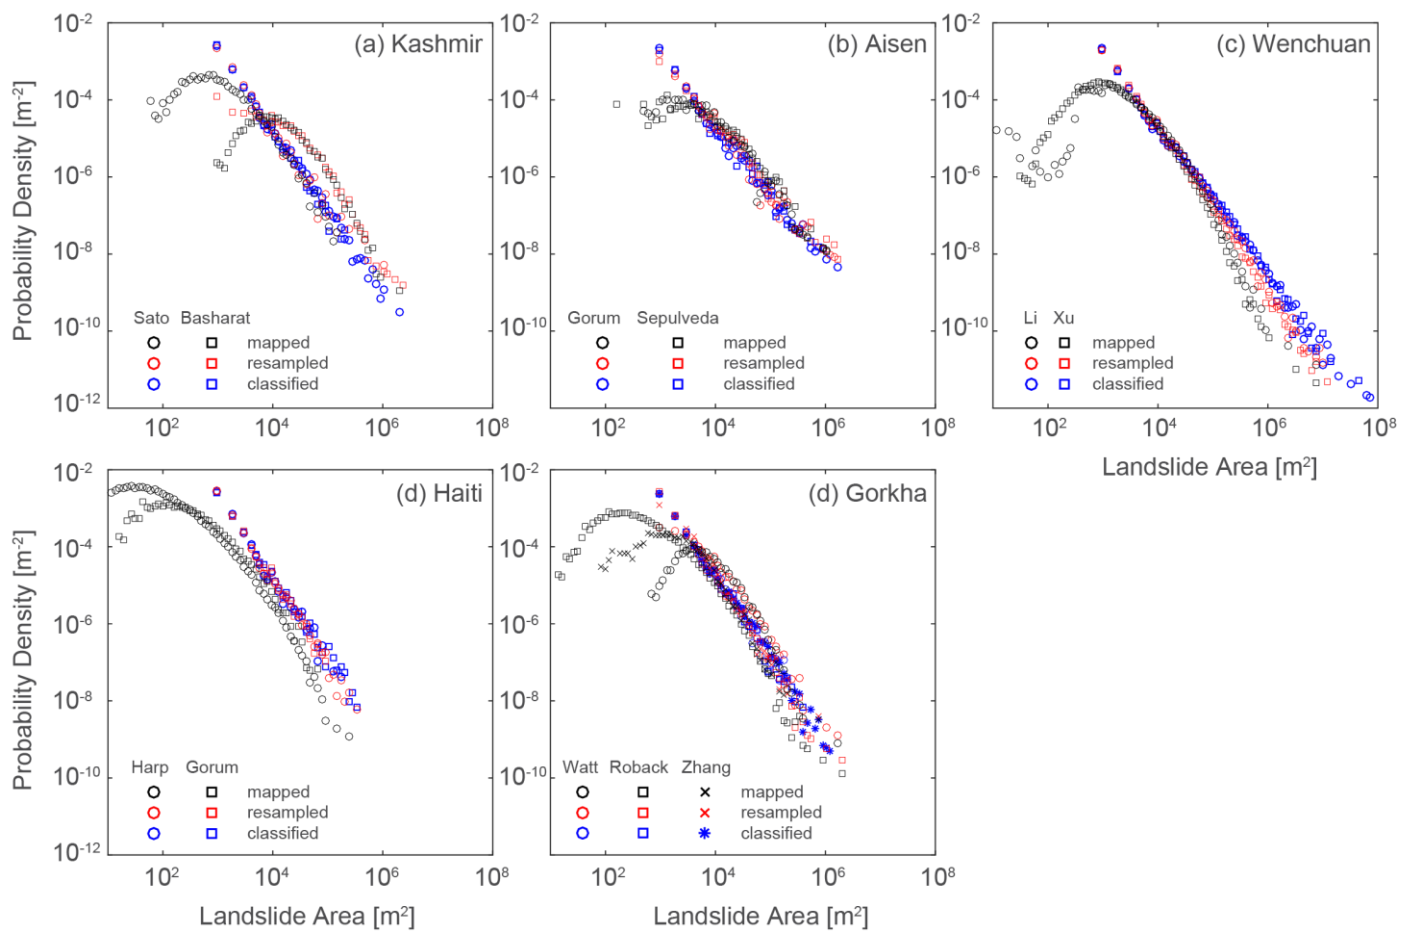 (a) Kashmir
(b) Aisen
(c) Wenchuan
Probability Density [m⁻²]
10⁻²
10⁻⁴
10⁻⁶
10⁻⁸
10⁻¹⁰
10⁻¹²
10⁻²
10⁻⁴
10⁻⁶
10⁻⁸
10⁻¹⁰
10⁻²
10⁻⁴
10⁻⁶
10⁻⁸
10⁻¹⁰
Sato Basharat
mapped
resampled
classified
Gorum Sepulveda
mapped
resampled
classified
Li Xu
mapped
resampled
classified
10² 10⁴ 10⁶ 10⁸
10² 10⁴ 10⁶ 10⁸
10² 10⁴ 10⁶ 10⁸
Landslide Area [m²]
(d) Haiti
(d) Gorkha
Probability Density [m⁻²]
10⁻²
10⁻⁴
10⁻⁶
10⁻⁸
10⁻¹⁰
10⁻¹²
10⁻²
10⁻⁴
10⁻⁶
10⁻⁸
10⁻¹⁰
10⁻¹²
Harp Gorum
mapped
resampled
classified
Watt Roback Zhang
mapped
resampled
classified
10² 10⁴ 10⁶ 10⁸
10² 10⁴ 10⁶ 10⁸
Landslide Area [m²]
Landslide Area [m²]